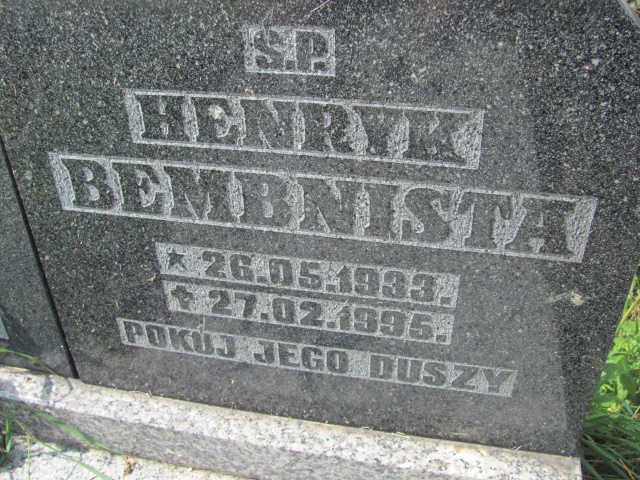 Ś.P.
HENRYK
BEMBNISTA
★ 26.05.1933.
✝ 27.02.1995.
POKÓJ JEGO DUSZY